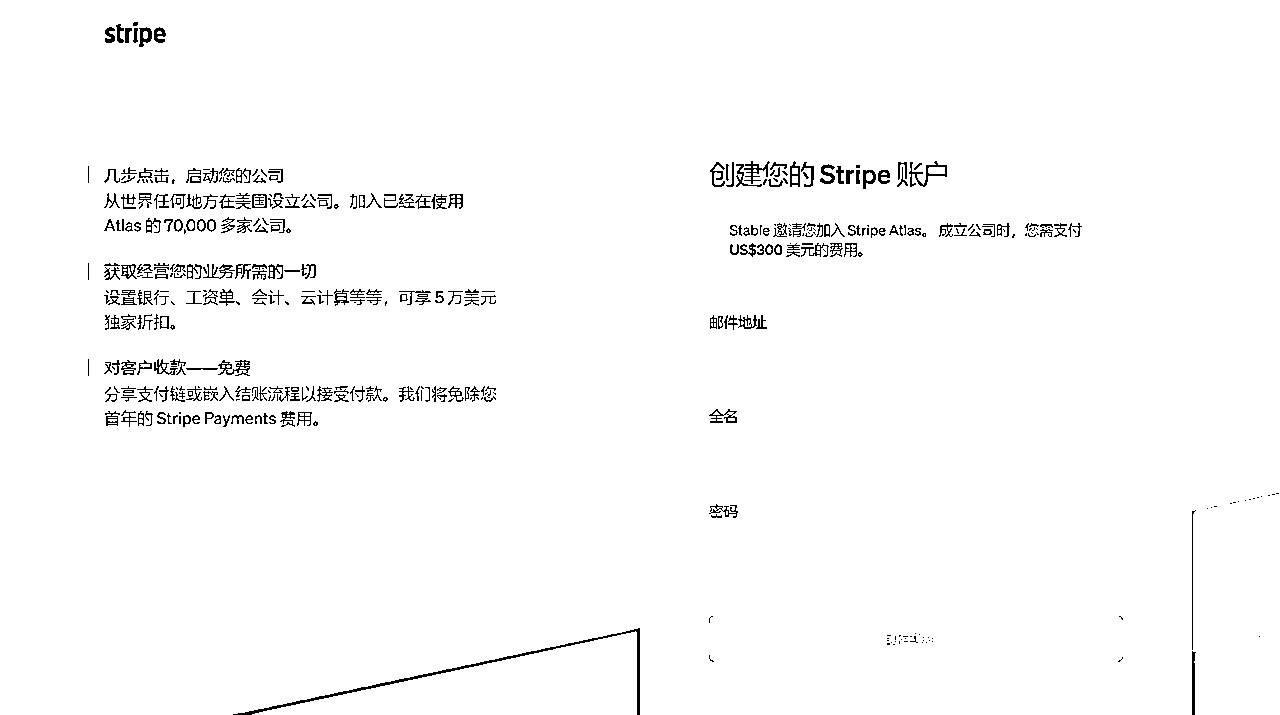 stripe
几步点击，启动您的公司
从世界任何地方在美国设立公司。加入已经在使用
Atlas 的 70,000 多家公司。
获取经营您的业务所需的一切
设置银行、工资单、会计、云计算等等，可享 5 万美元
独家折扣。
对客户收款——免费
分享支付链或嵌入结账流程以接受付款。我们将免除您
首年的 Stripe Payments 费用。
创建您的 Stripe 账户
Stable 邀请您加入 Stripe Atlas。 成立公司时，您需支付
US$300 美元的费用。
邮件地址
全名
密码